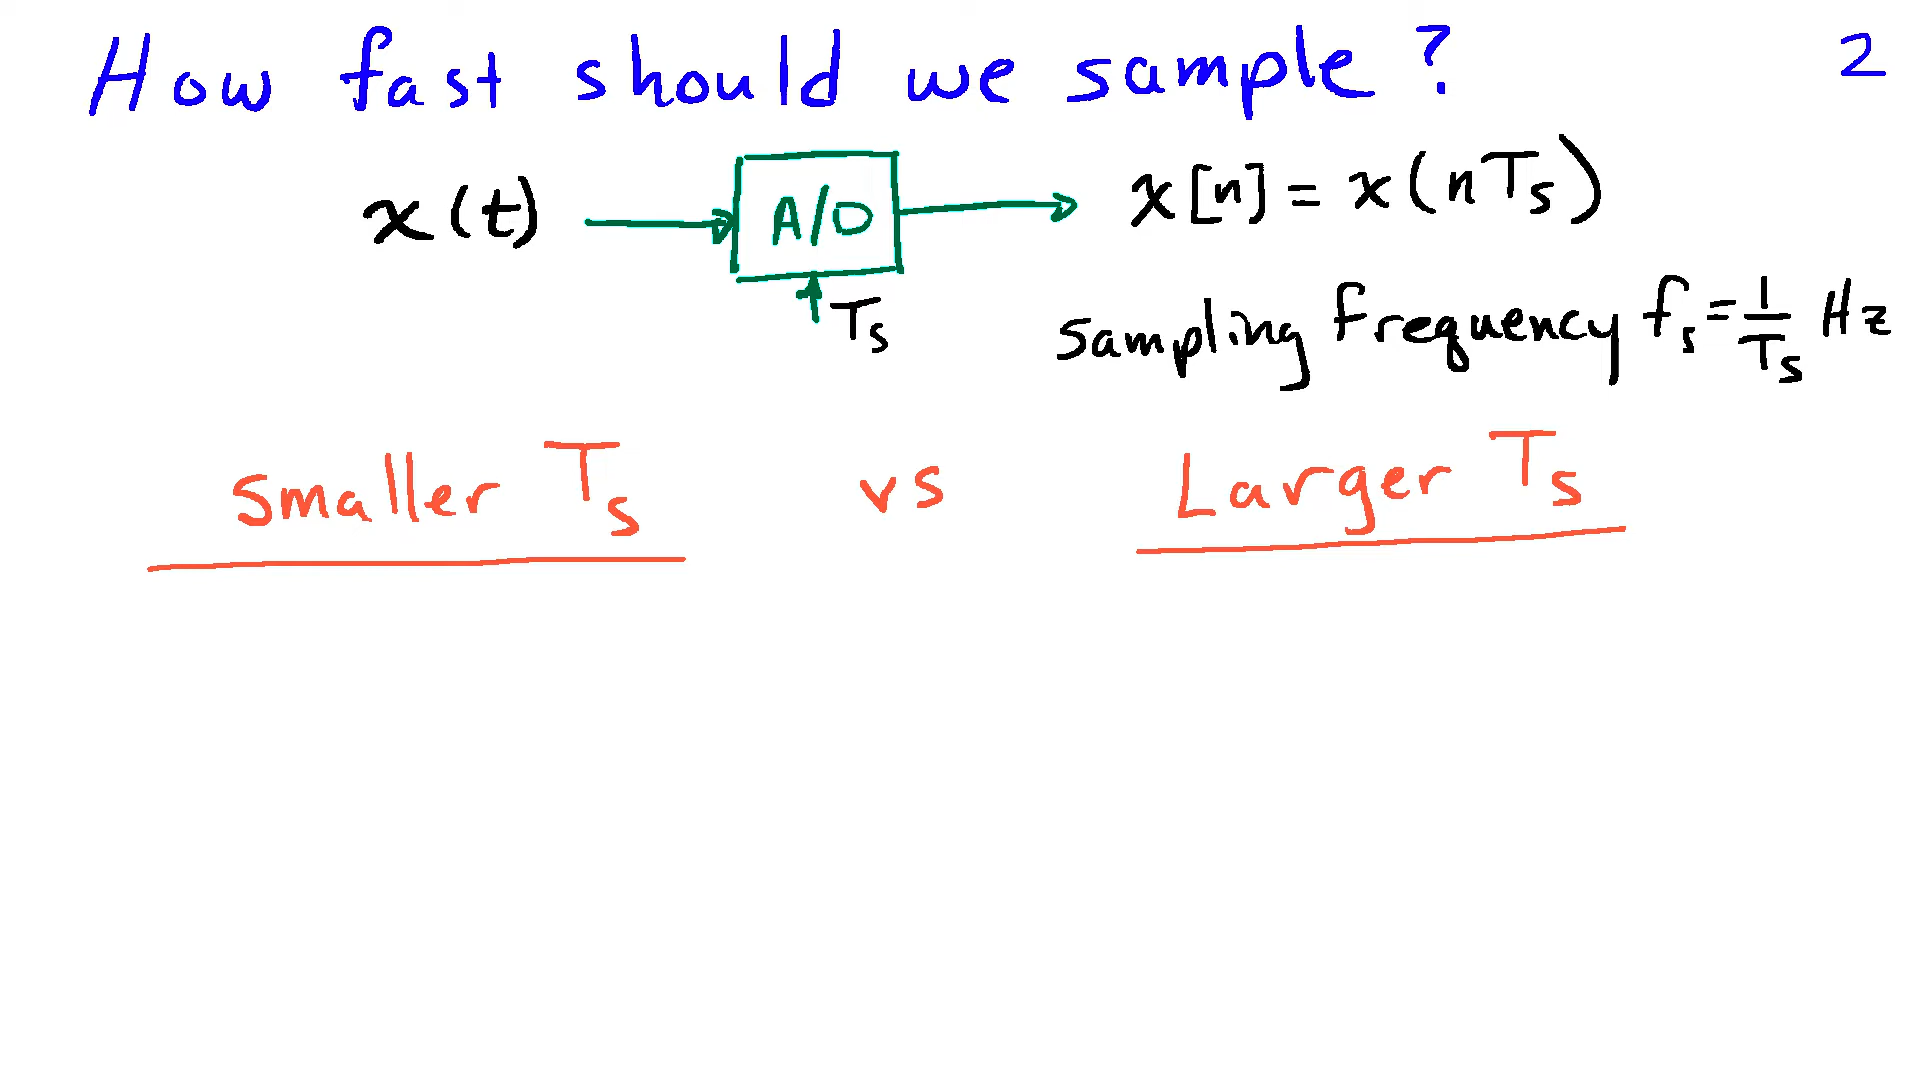 How fast should we sample? 2
x(t) A/D x[n] = x(nTs)
Ts
sampling frequency fs = 1/Ts Hz
smaller Ts vs Larger Ts